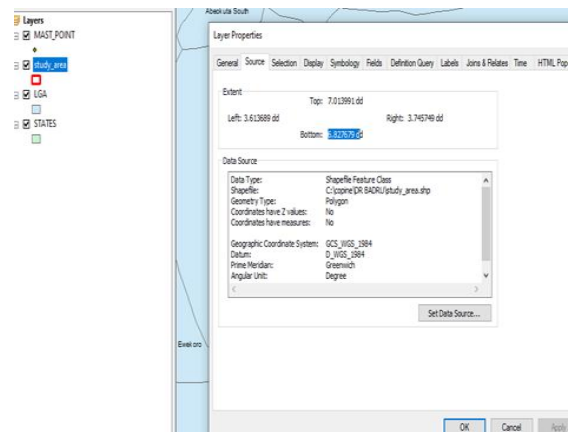 Layers
MAST_POINT
study_area
LGA
STATES
Abeokuta South
Ewekoro
Layer Properties
General Source Selection Display Symbology Fields Definition Query Labels Joins & Relates Time HTML Pop
Extent
Top: 7.013991 dd
Left: 3.613689 dd Right: 3.745749 dd
Bottom: 6.827679 dd
Data Source
Data Type: Shapefile Feature Class
Shapefile: C:\copine\DR BADRU\study_area.shp
Geometry Type: Polygon
Coordinates have Z values: No
Coordinates have measures: No
Geographic Coordinate System: GCS_WGS_1984
Datum: D_WGS_1984
Prime Meridian: Greenwich
Angular Unit: Degree
Set Data Source...
OK Cancel Apply